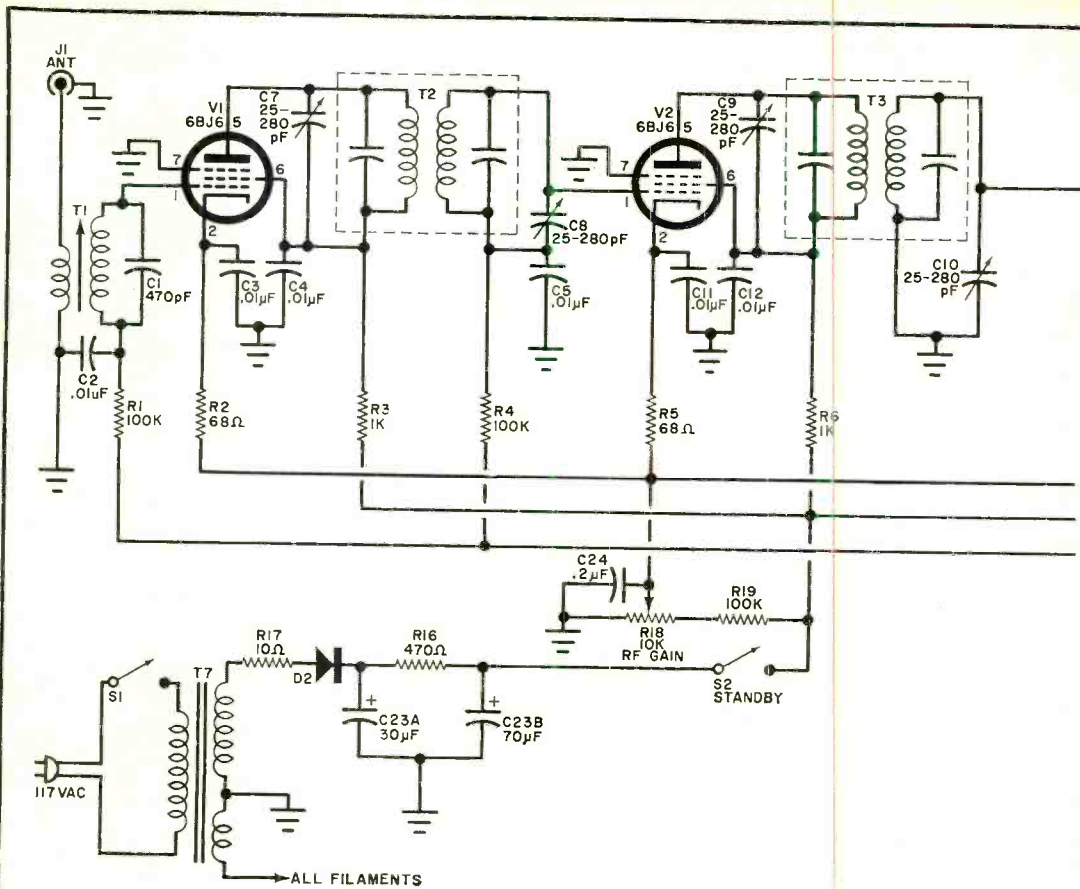 J1
ANT
V1
6BJ6
5
7
1
6
2
C7
25-
280
pF
T2
V2
6BJ6
5
7
1
6
2
C9
25-
280
pF
T3
T1
C1
470pF
C2
.01µF
C3
.01µF
C4
.01µF
C8
25-280pF
C5
.01µF
C11
.01µF
C12
.01µF
C10
25-280
pF
R1
100K
R2
68Ω
R3
1K
R4
100K
R5
68Ω
R6
1K
C24
.2µF
R18
10K
RF GAIN
R19
100K
S1
T7
R17
10Ω
D2
R16
470Ω
+
C23A
30µF
+
C23B
70µF
S2
STANDBY
117VAC
ALL FILAMENTS